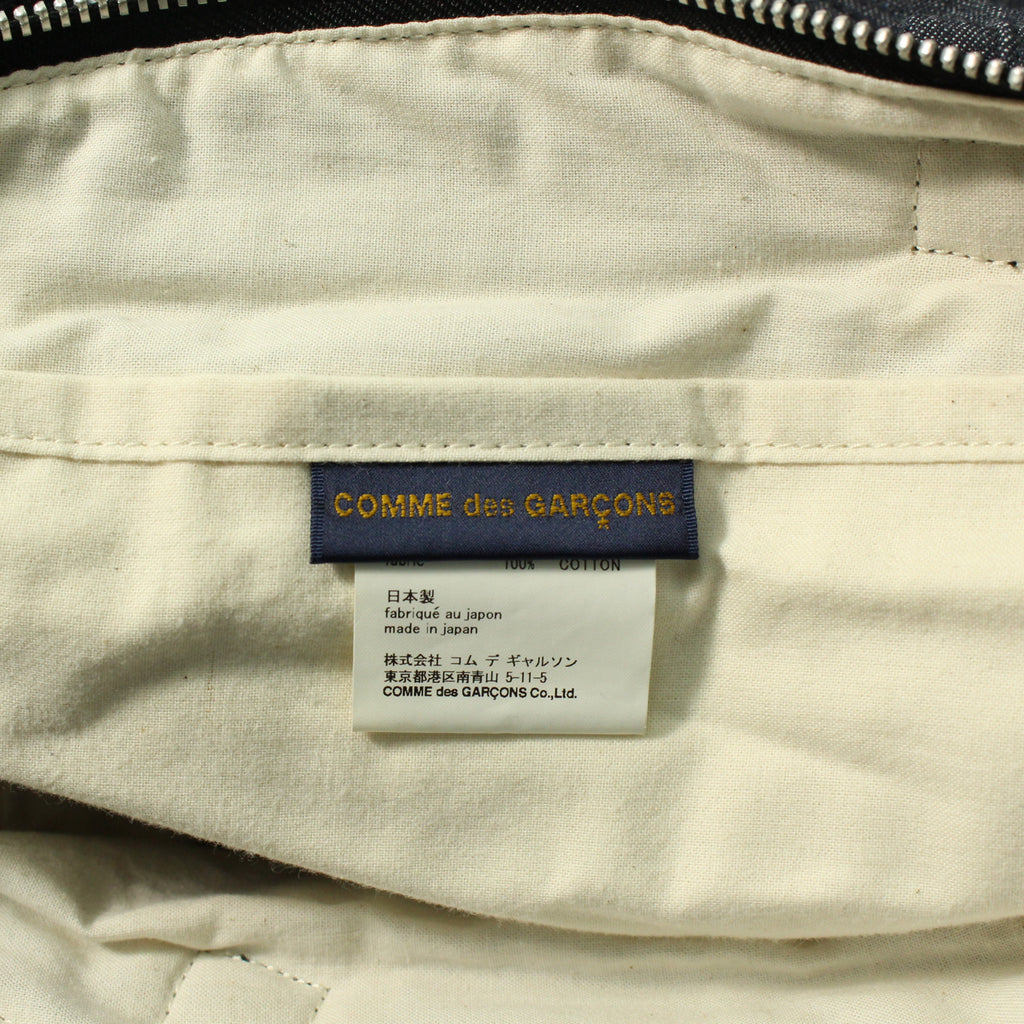 COMME des GARÇONS
fabric 100% COTTON
日本製
fabriqué au japon
made in japan
株式会社 コム デ ギャルソン
東京都港区南青山 5-11-5
COMME des GARÇONS Co.,Ltd.